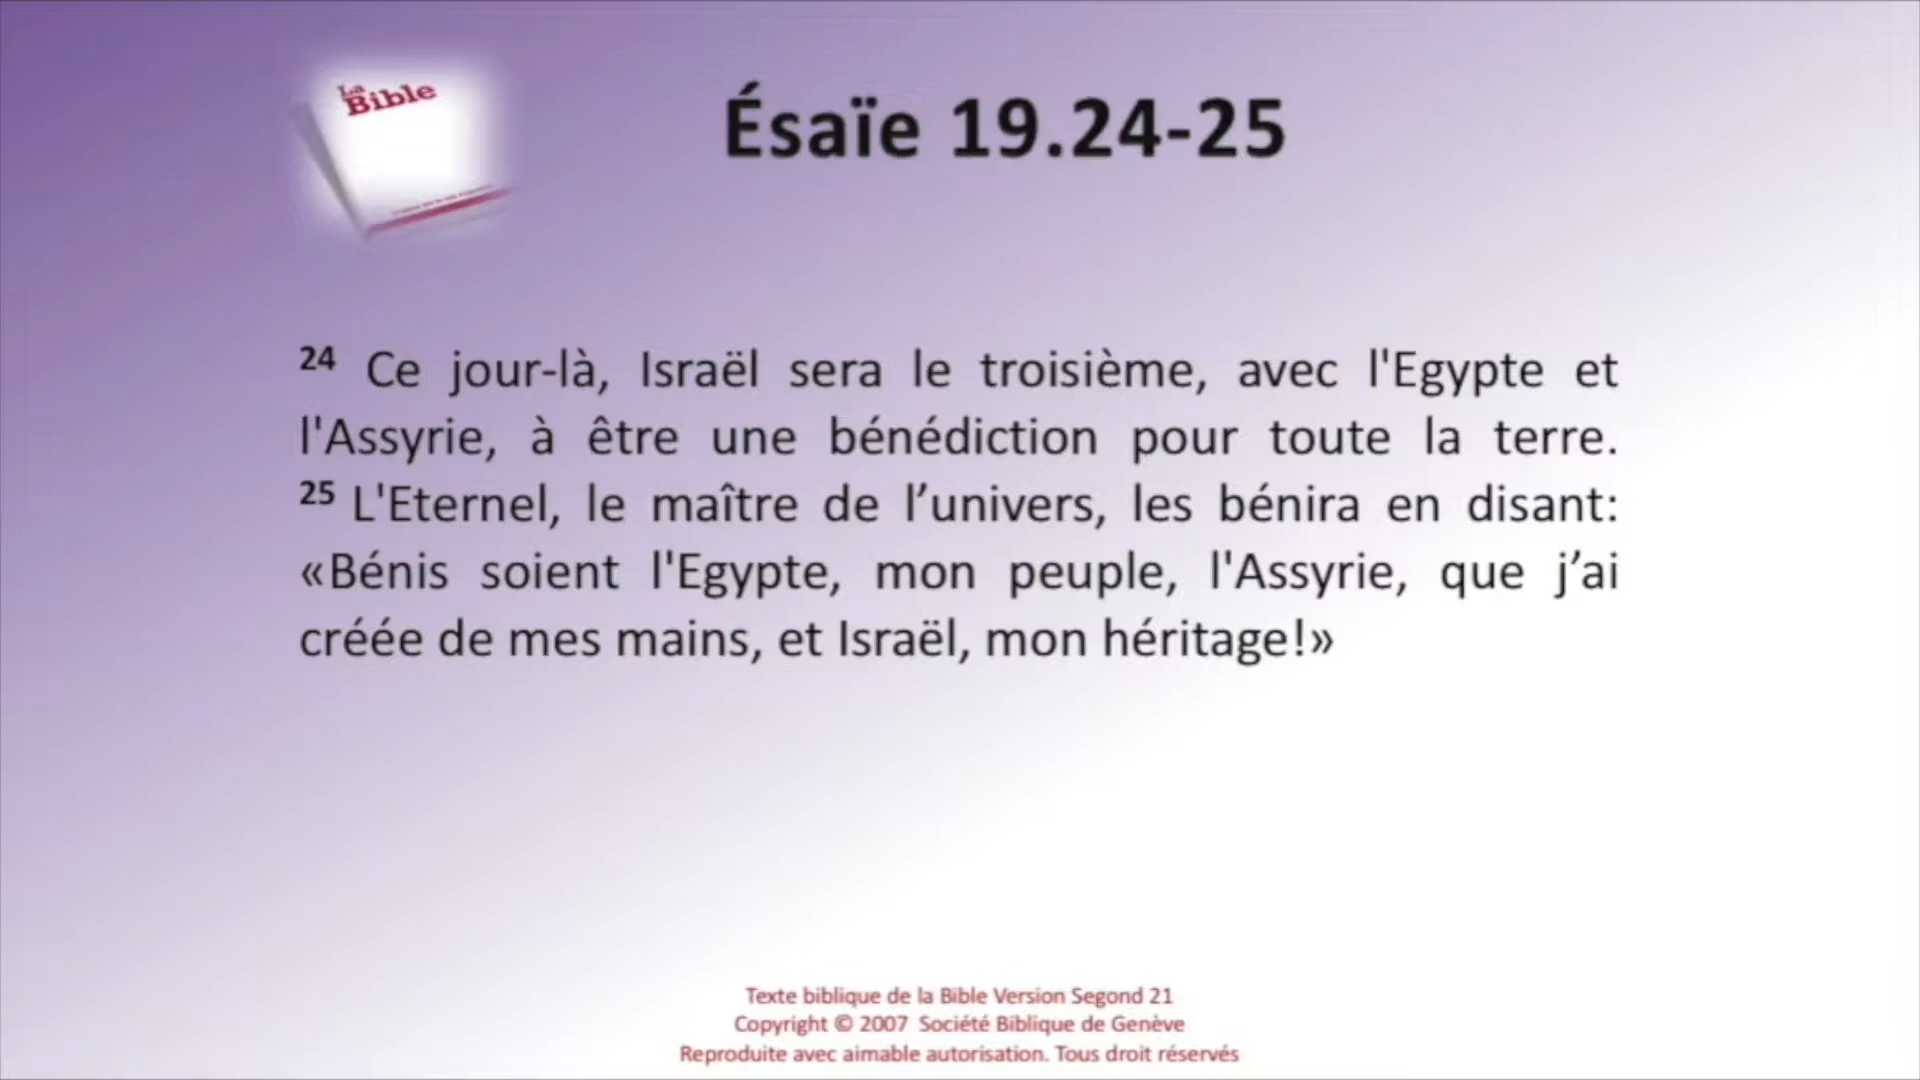 La
Bible
Ésaïe 19.24-25
24 Ce jour-là, Israël sera le troisième, avec l'Egypte et
l'Assyrie, à être une bénédiction pour toute la terre.
25 L'Eternel, le maître de l’univers, les bénira en disant:
«Bénis soient l'Egypte, mon peuple, l'Assyrie, que j’ai
créée de mes mains, et Israël, mon héritage!»
Texte biblique de la Bible Version Segond 21
Copyright © 2007 Société Biblique de Genève
Reproduite avec aimable autorisation. Tous droit réservés